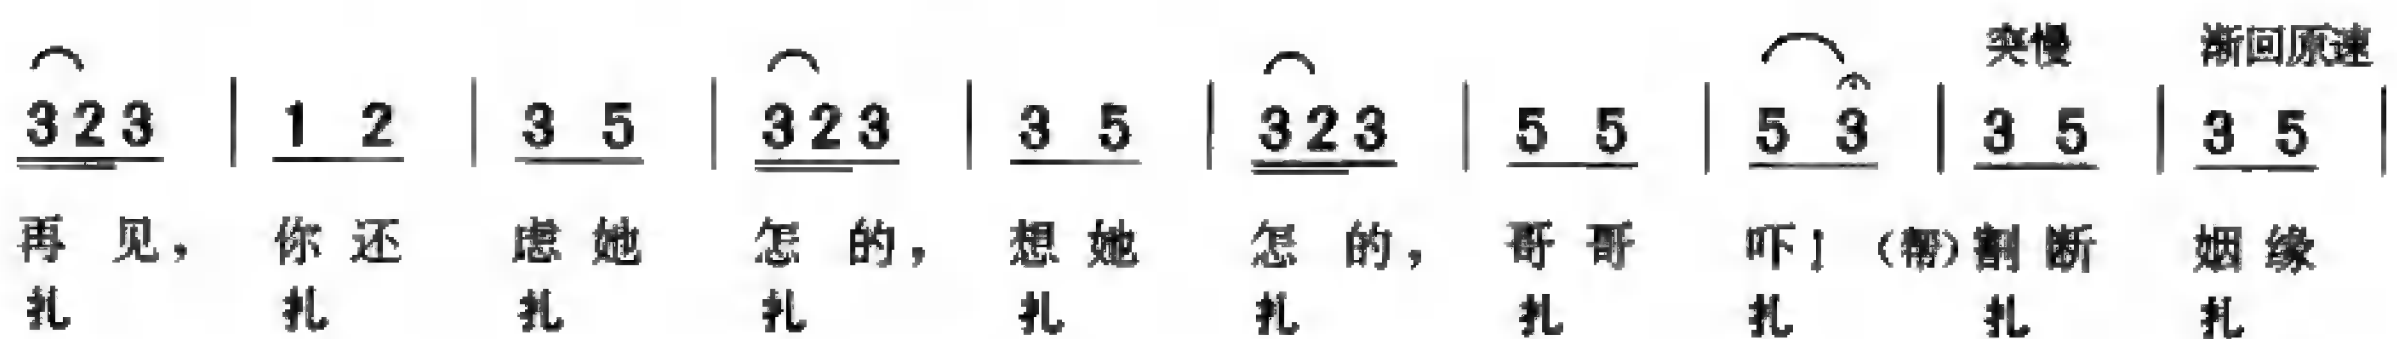 突慢 渐回原速
323 | 1 2 | 3 5 | 323 | 3 5 | 323 | 5 5 | 5 3 | 3 5 | 3 5 |
再 见， 你 还 虑 她 怎 的， 想 她 怎 的， 哥 哥 吓！（帮）割 断 姻 缘
扎 扎 扎 扎 扎 扎 扎 扎 扎 扎